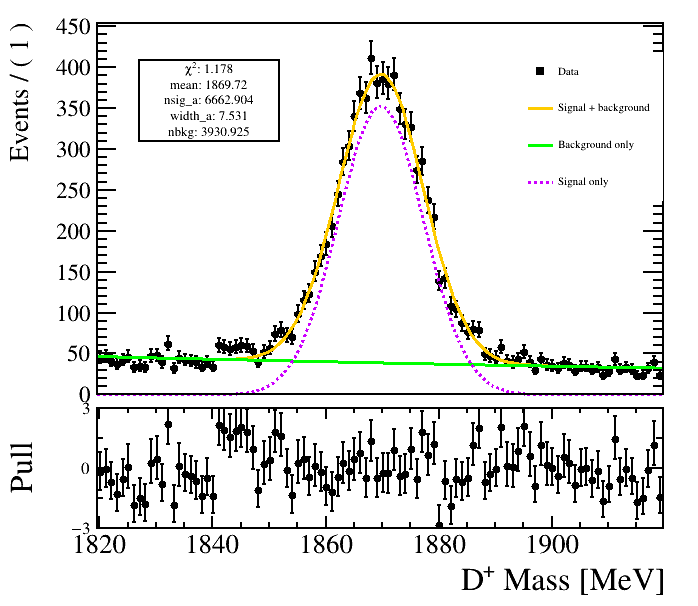 Events / ( 1 )
450
400
350
300
250
200
150
100
50
0
χ²: 1.178
mean: 1869.72
nsig_a: 6662.904
width_a: 7.531
nbkg: 3930.925
Data
Signal + background
Background only
Signal only
Pull
3
0
−3
1820 1840 1860 1880 1900
D⁺ Mass [MeV]